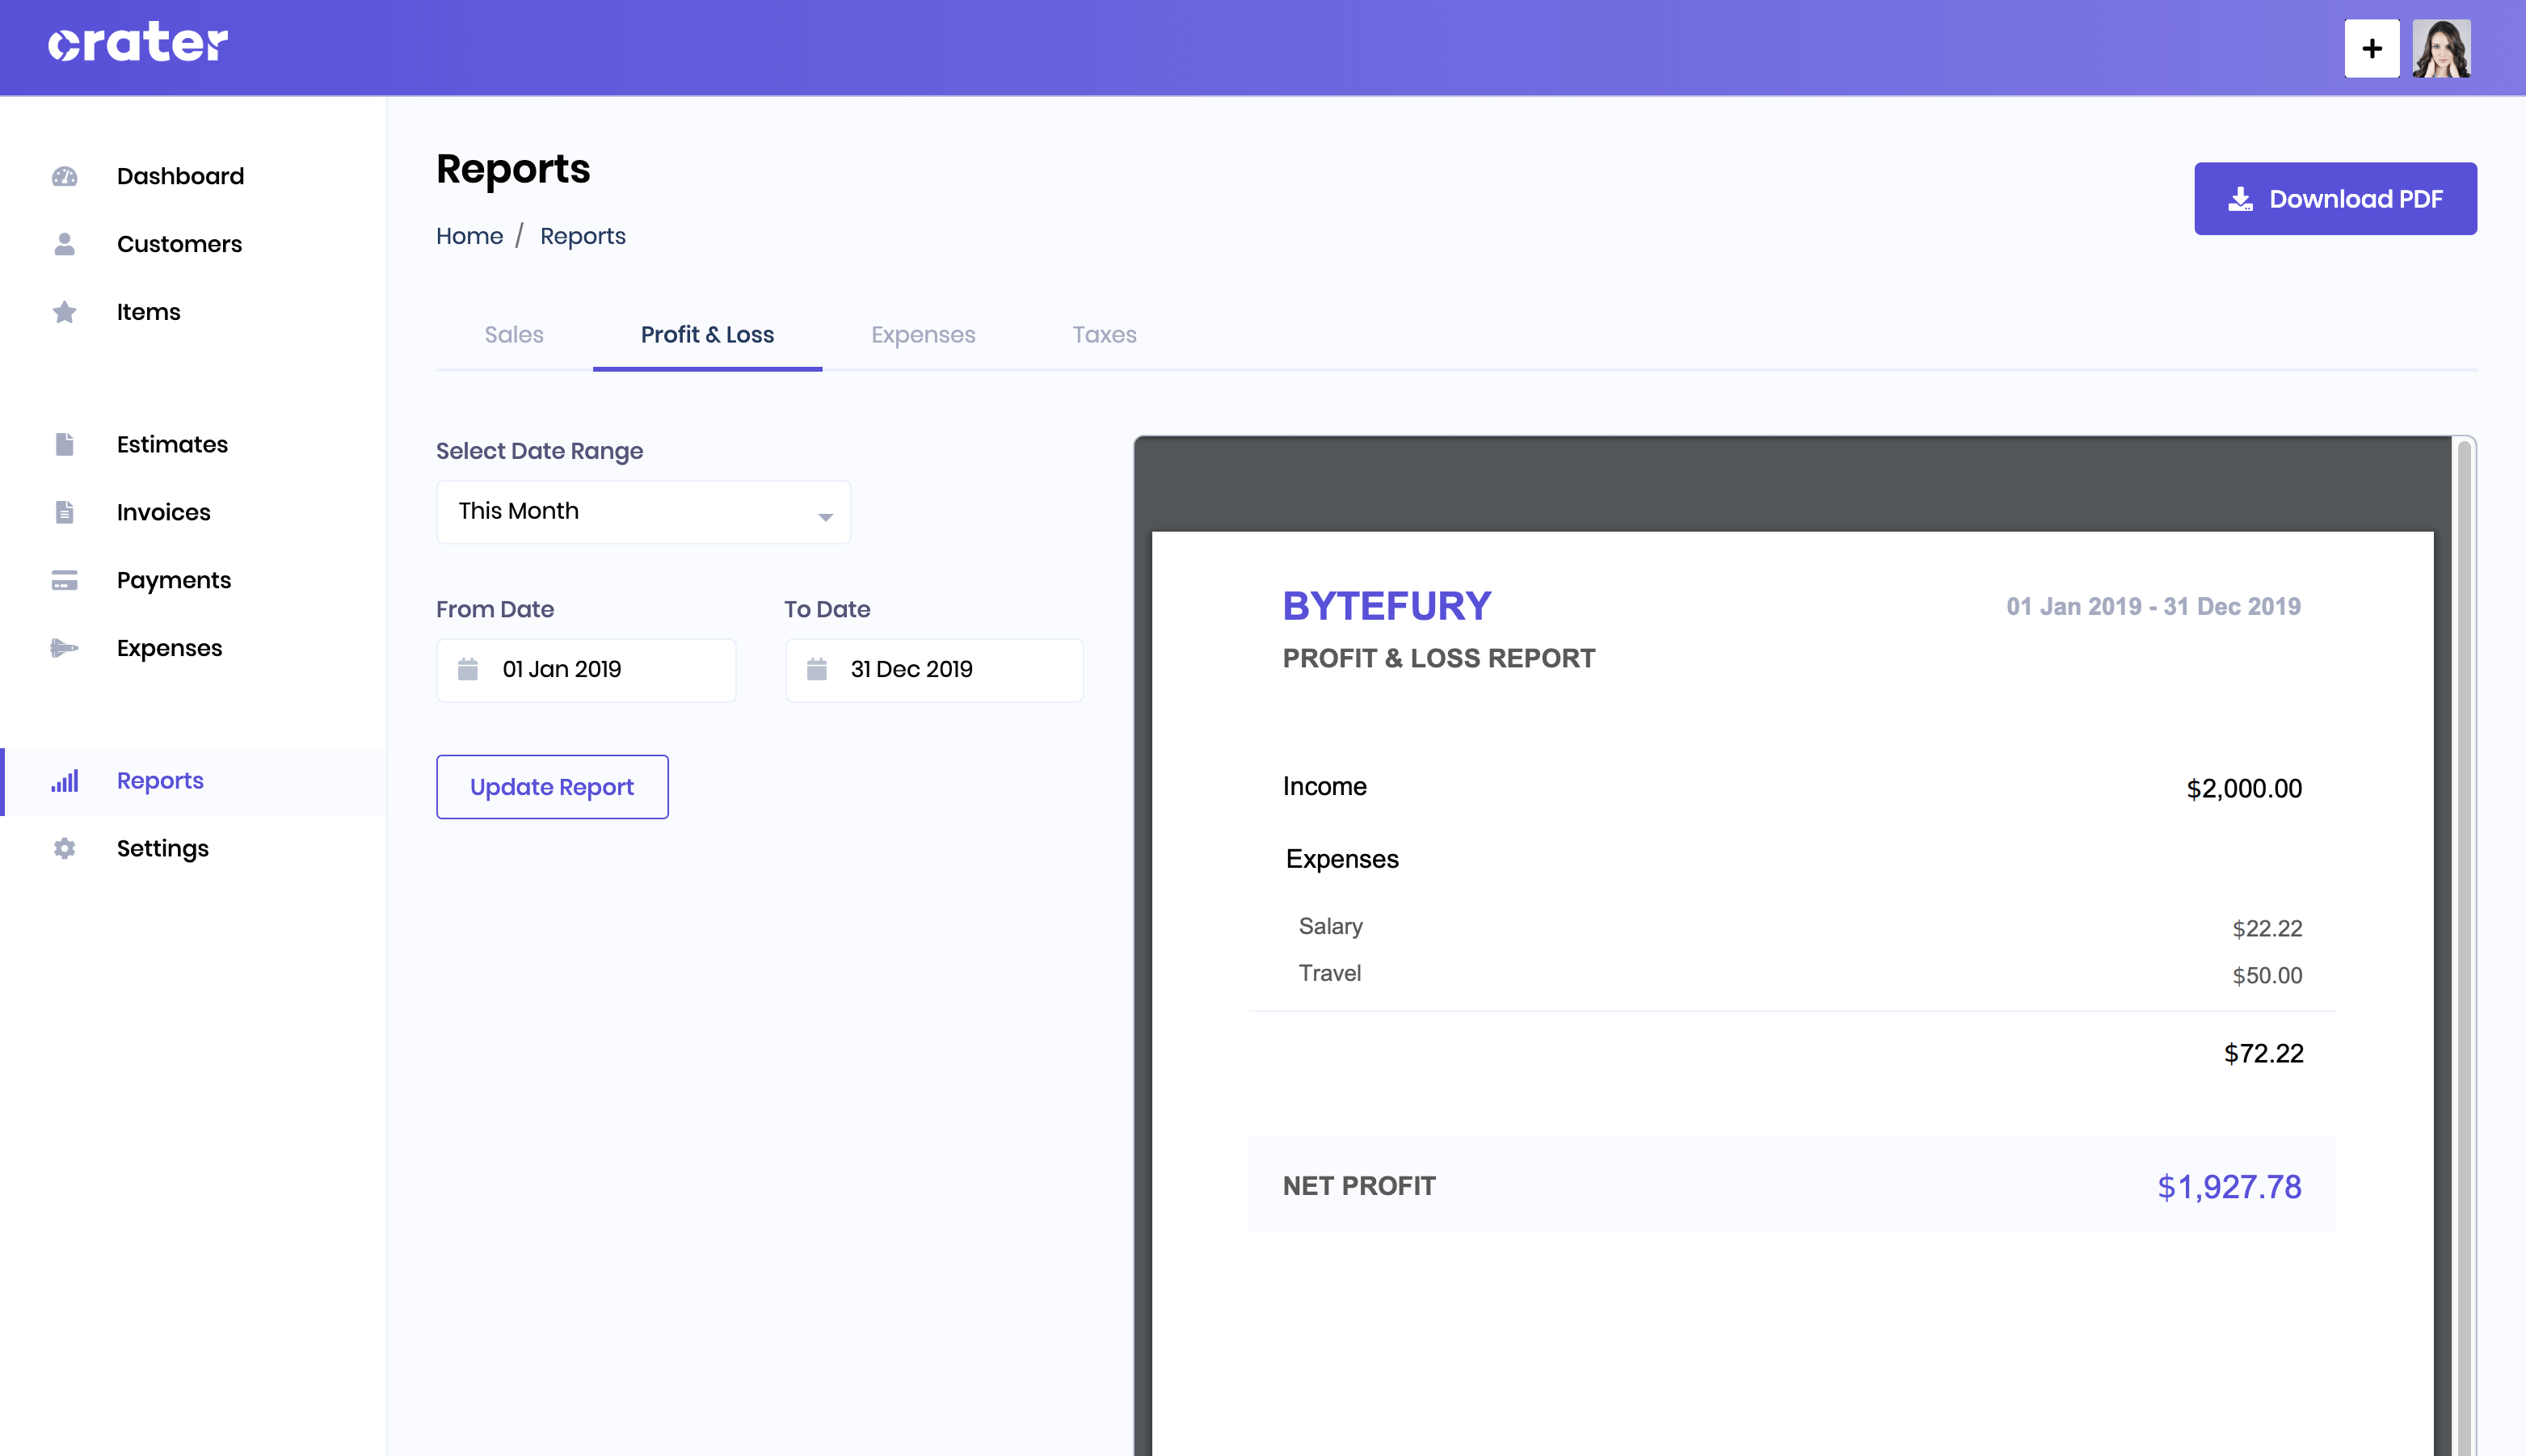 crater
Dashboard
Customers
Items
Estimates
Invoices
Payments
Expenses
Reports
Settings
Reports
Home / Reports
Download PDF
Sales Profit & Loss Expenses Taxes
Select Date Range
This Month
From Date To Date
01 Jan 2019 31 Dec 2019
Update Report
BYTEFURY 01 Jan 2019 - 31 Dec 2019
PROFIT & LOSS REPORT
Income $2,000.00
Expenses
Salary $22.22
Travel $50.00
$72.22
NET PROFIT $1,927.78